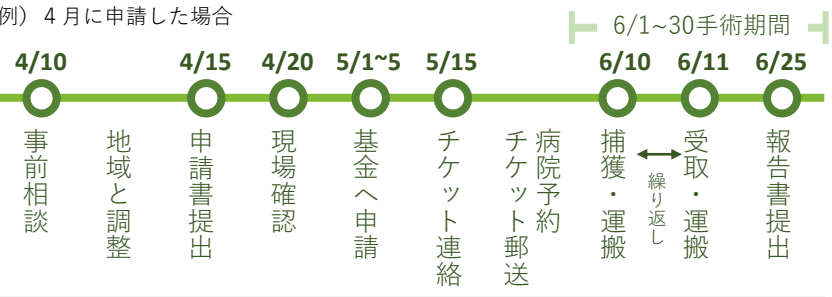 例）４月に申請した場合
6/1~30手術期間
4/10
4/15
4/20
5/1~5
5/15
6/10
6/11
6/25
事前相談
地域と調整
申請書提出
現場確認
基金へ申請
チケット連絡
病院予約
チケット郵送
捕獲・運搬
繰り返し
受取・運搬
報告書提出